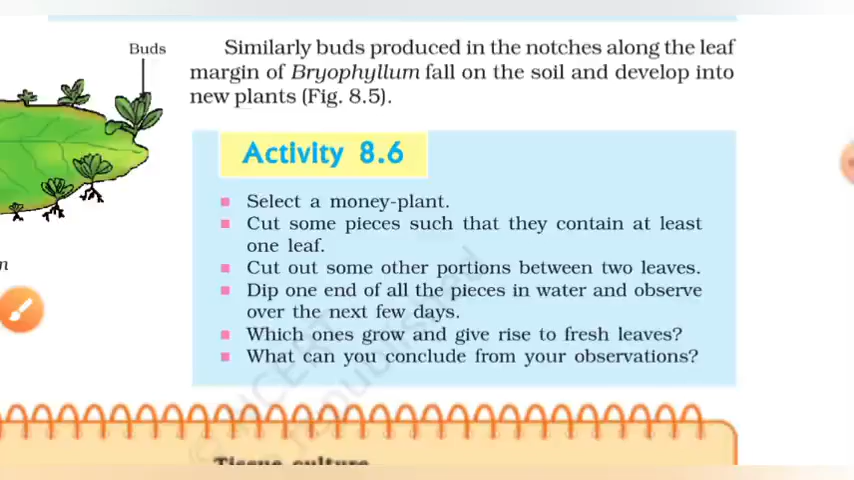 Buds
Similarly buds produced in the notches along the leaf
margin of Bryophyllum fall on the soil and develop into
new plants (Fig. 8.5).
Activity 8.6
Select a money-plant.
Cut some pieces such that they contain at least
one leaf.
Cut out some other portions between two leaves.
Dip one end of all the pieces in water and observe
over the next few days.
Which ones grow and give rise to fresh leaves?
What can you conclude from your observations?
Tissue culture